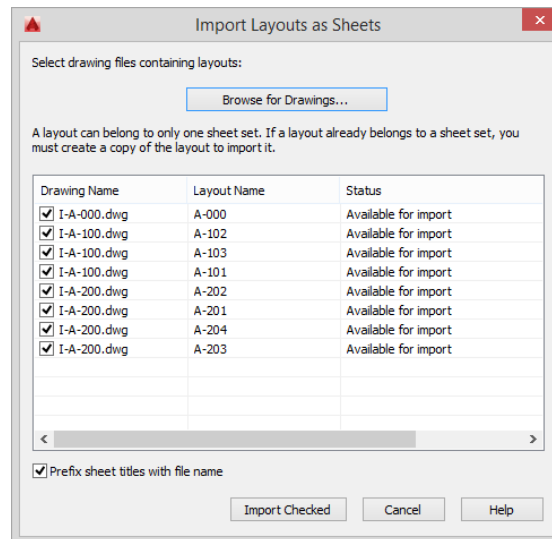 Import Layouts as Sheets
Select drawing files containing layouts:
Browse for Drawings...
A layout can belong to only one sheet set. If a layout already belongs to a sheet set, you
must create a copy of the layout to import it.
Drawing Name Layout Name Status
I-A-000.dwg A-000 Available for import
I-A-100.dwg A-102 Available for import
I-A-100.dwg A-103 Available for import
I-A-100.dwg A-101 Available for import
I-A-200.dwg A-202 Available for import
I-A-200.dwg A-201 Available for import
I-A-200.dwg A-204 Available for import
I-A-200.dwg A-203 Available for import
Prefix sheet titles with file name
Import Checked Cancel Help